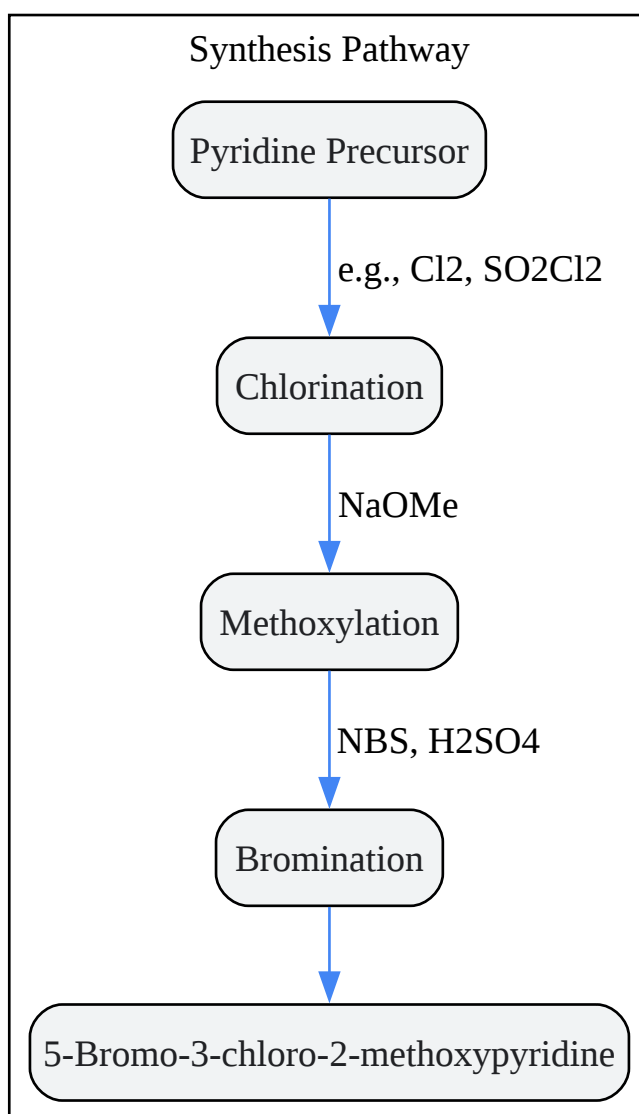 Synthesis Pathway
Pyridine Precursor
e.g., Cl2, SO2Cl2
Chlorination
NaOMe
Methoxylation
NBS, H2SO4
Bromination
5-Bromo-3-chloro-2-methoxypyridine